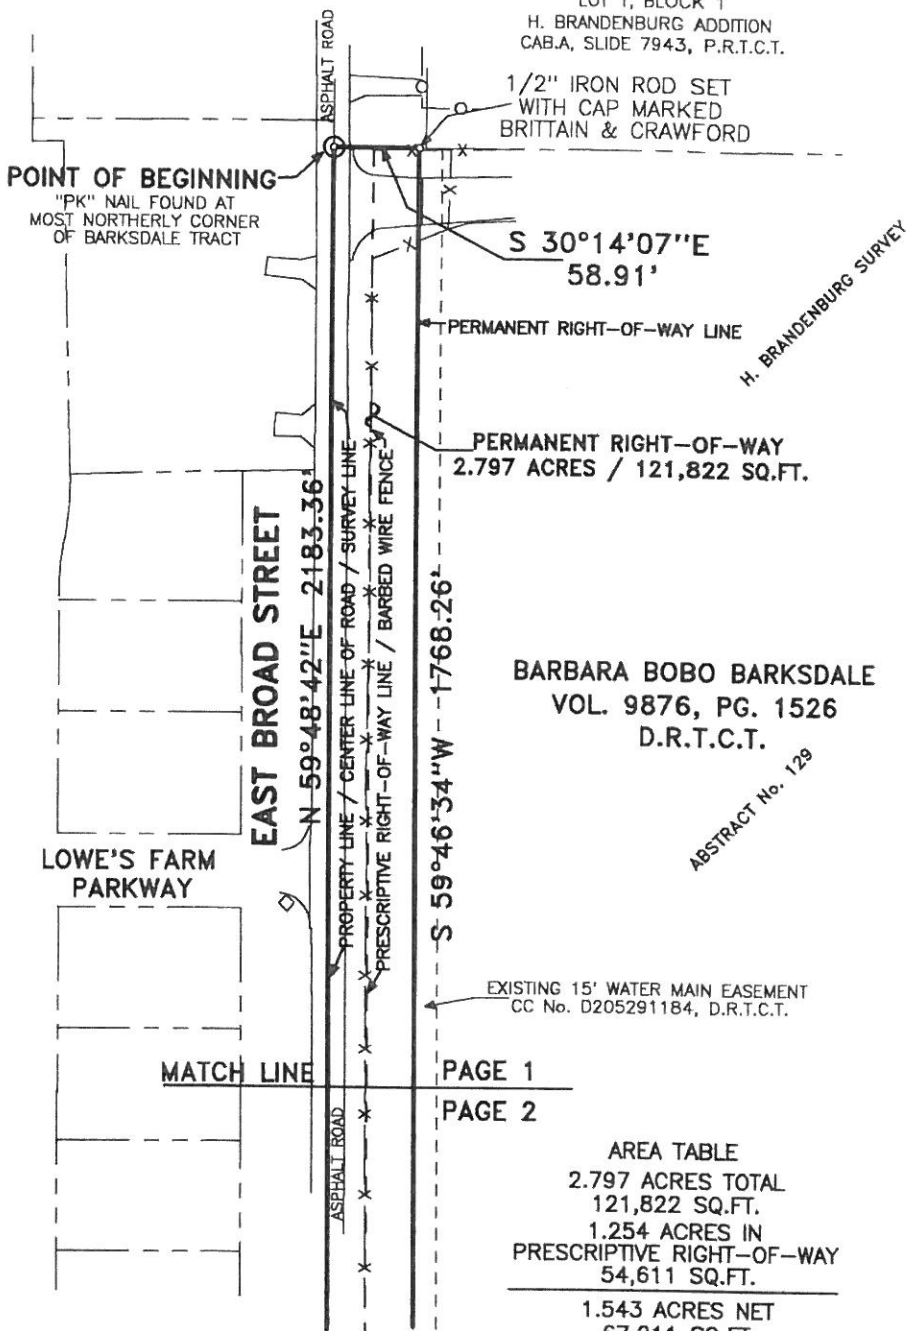 LOT 1, BLOCK 1
H. BRANDENBURG ADDITION
CAB.A, SLIDE 7943, P.R.T.C.T.
ASPHALT ROAD
1/2" IRON ROD SET
WITH CAP MARKED
BRITTAIN & CRAWFORD
POINT OF BEGINNING
"PK" NAIL FOUND AT
MOST NORTHERLY CORNER
OF BARKSDALE TRACT
S 30°14'07"E
58.91'
H. BRANDENBURG SURVEY
PERMANENT RIGHT-OF-WAY LINE
PERMANENT RIGHT-OF-WAY
2.797 ACRES / 121,822 SQ.FT.
EAST BROAD STREET
N 59°48'42"E 2183.36'
PROPERTY LINE / CENTER LINE OF ROAD / SURVEY LINE
PRESCRIPTIVE RIGHT-OF-WAY LINE / BARBED WIRE FENCE
S 59°46'34"W 1768.26'
BARBARA BOBO BARKSDALE
VOL. 9876, PG. 1526
D.R.T.C.T.
ABSTRACT No. 129
LOWE'S FARM
PARKWAY
EXISTING 15' WATER MAIN EASEMENT
CC No. D205291184, D.R.T.C.T.
MATCH LINE
PAGE 1
PAGE 2
ASPHALT ROAD
AREA TABLE
2.797 ACRES TOTAL
121,822 SQ.FT.
1.254 ACRES IN
PRESCRIPTIVE RIGHT-OF-WAY
54,611 SQ.FT.
1.543 ACRES NET
67,211 SQ.FT.